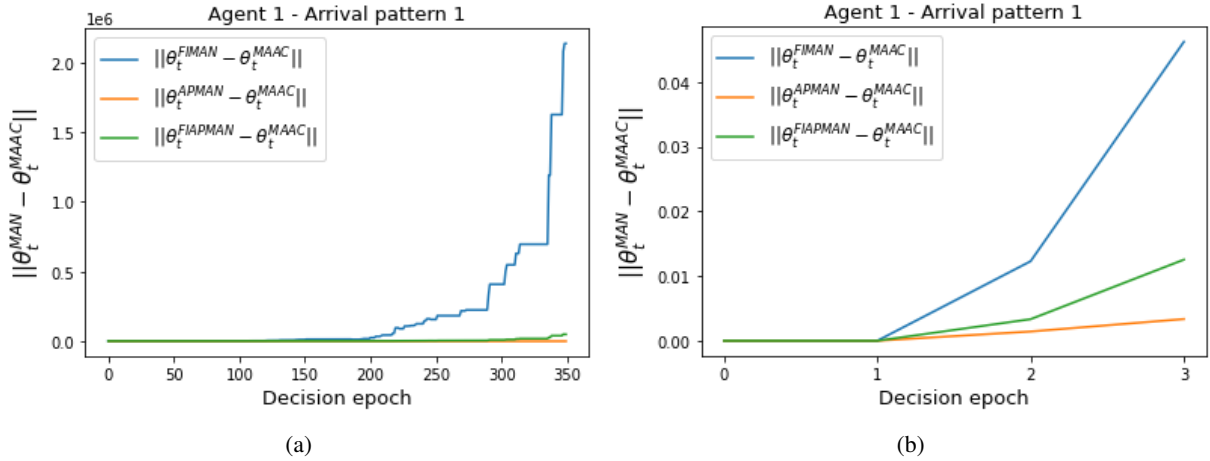 Agent 1 - Arrival pattern 1
1e6
||θ_t^{FIMAN} − θ_t^{MAAC}||
||θ_t^{APMAN} − θ_t^{MAAC}||
||θ_t^{FIAPMAN} − θ_t^{MAAC}||
||θ_t^{MAN} − θ_t^{MAAC}||
2.0
1.5
1.0
0.5
0.0
0 50 100 150 200 250 300 350
Decision epoch
(a)
Agent 1 - Arrival pattern 1
||θ_t^{FIMAN} − θ_t^{MAAC}||
||θ_t^{APMAN} − θ_t^{MAAC}||
||θ_t^{FIAPMAN} − θ_t^{MAAC}||
||θ_t^{MAN} − θ_t^{MAAC}||
0.04
0.03
0.02
0.01
0.00
0 1 2 3
Decision epoch
(b)